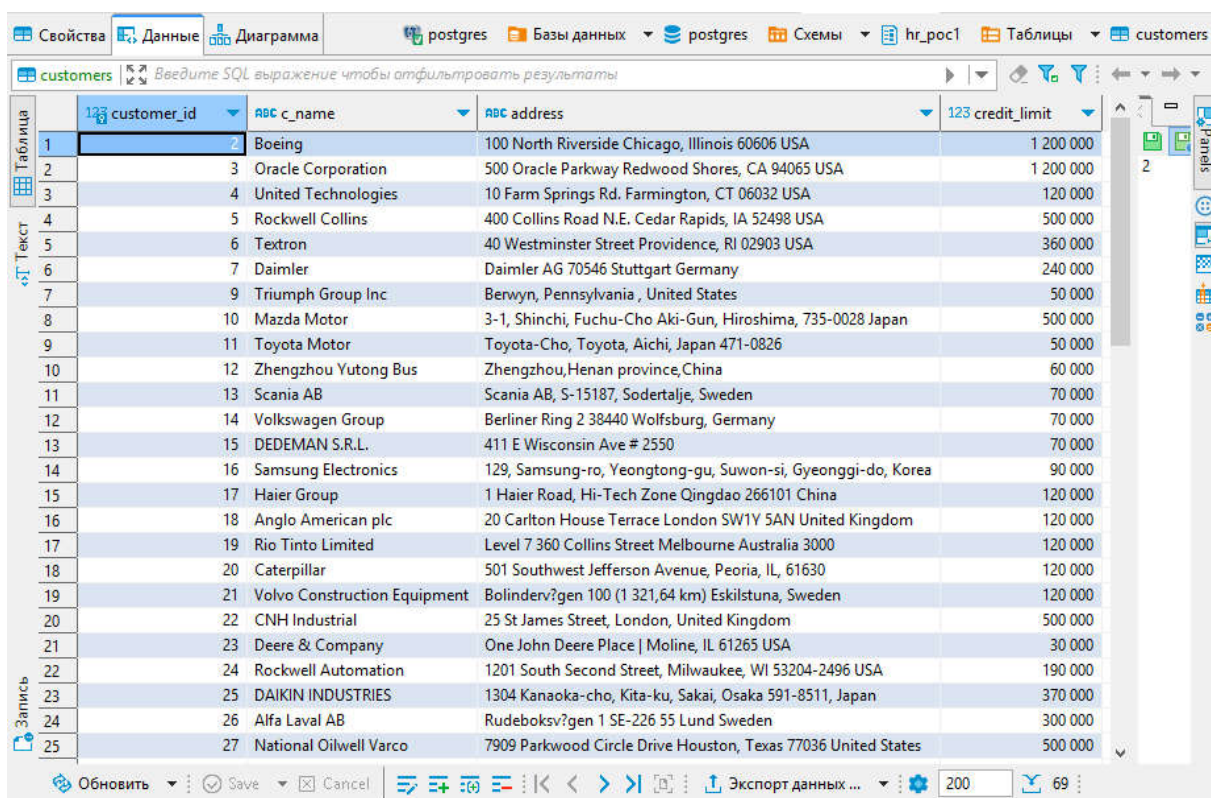 Свойства Данные Диаграмма postgres Базы данных postgres Схемы hr_poc1 Таблицы customers
customers Введите SQL выражение чтобы отфильтровать результаты
Таблица
Текст
Запись
123 customer_id ABC c_name ABC address 123 credit_limit
1 2 Boeing 100 North Riverside Chicago, Illinois 60606 USA 1 200 000
2 3 Oracle Corporation 500 Oracle Parkway Redwood Shores, CA 94065 USA 1 200 000
3 4 United Technologies 10 Farm Springs Rd. Farmington, CT 06032 USA 120 000
4 5 Rockwell Collins 400 Collins Road N.E. Cedar Rapids, IA 52498 USA 500 000
5 6 Textron 40 Westminster Street Providence, RI 02903 USA 360 000
6 7 Daimler Daimler AG 70546 Stuttgart Germany 240 000
7 9 Triumph Group Inc Berwyn, Pennsylvania , United States 50 000
8 10 Mazda Motor 3-1, Shinchi, Fuchu-Cho Aki-Gun, Hiroshima, 735-0028 Japan 500 000
9 11 Toyota Motor Toyota-Cho, Toyota, Aichi, Japan 471-0826 50 000
10 12 Zhengzhou Yutong Bus Zhengzhou,Henan province,China 60 000
11 13 Scania AB Scania AB, S-15187, Sodertalje, Sweden 70 000
12 14 Volkswagen Group Berliner Ring 2 38440 Wolfsburg, Germany 70 000
13 15 DEDEMAN S.R.L. 411 E Wisconsin Ave # 2550 70 000
14 16 Samsung Electronics 129, Samsung-ro, Yeongtong-gu, Suwon-si, Gyeonggi-do, Korea 90 000
15 17 Haier Group 1 Haier Road, Hi-Tech Zone Qingdao 266101 China 120 000
16 18 Anglo American plc 20 Carlton House Terrace London SW1Y 5AN United Kingdom 120 000
17 19 Rio Tinto Limited Level 7 360 Collins Street Melbourne Australia 3000 120 000
18 20 Caterpillar 501 Southwest Jefferson Avenue, Peoria, IL, 61630 120 000
19 21 Volvo Construction Equipment Bolinderv?gen 100 (1 321,64 km) Eskilstuna, Sweden 120 000
20 22 CNH Industrial 25 St James Street, London, United Kingdom 500 000
21 23 Deere & Company One John Deere Place | Moline, IL 61265 USA 30 000
22 24 Rockwell Automation 1201 South Second Street, Milwaukee, WI 53204-2496 USA 190 000
23 25 DAIKIN INDUSTRIES 1304 Kanaoka-cho, Kita-ku, Sakai, Osaka 591-8511, Japan 370 000
24 26 Alfa Laval AB Rudeboksv?gen 1 SE-226 55 Lund Sweden 300 000
25 27 National Oilwell Varco 7909 Parkwood Circle Drive Houston, Texas 77036 United States 500 000
2
Panels
Обновить Save Cancel Экспорт данных ... 200 69